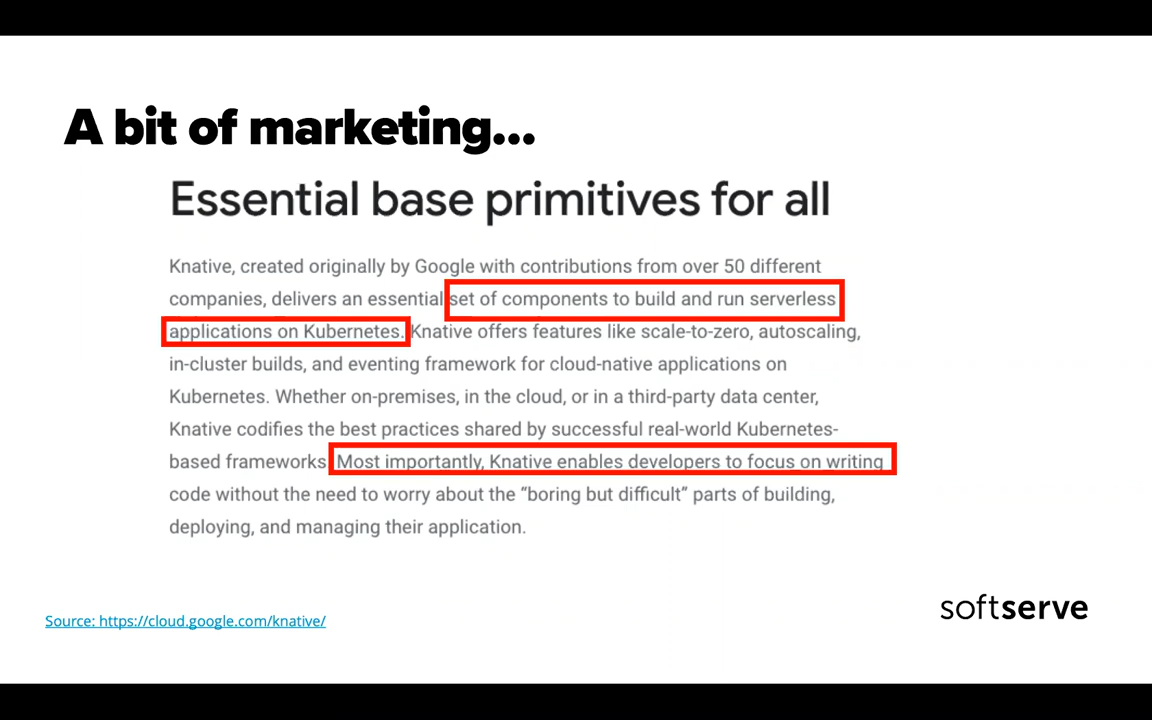 A bit of marketing...
Essential base primitives for all
Knative, created originally by Google with contributions from over 50 different
companies, delivers an essential set of components to build and run serverless
applications on Kubernetes. Knative offers features like scale-to-zero, autoscaling,
in-cluster builds, and eventing framework for cloud-native applications on
Kubernetes. Whether on-premises, in the cloud, or in a third-party data center,
Knative codifies the best practices shared by successful real-world Kubernetes-
based frameworks. Most importantly, Knative enables developers to focus on writing
code without the need to worry about the “boring but difficult” parts of building,
deploying, and managing their application.
softserve
Source: https://cloud.google.com/knative/